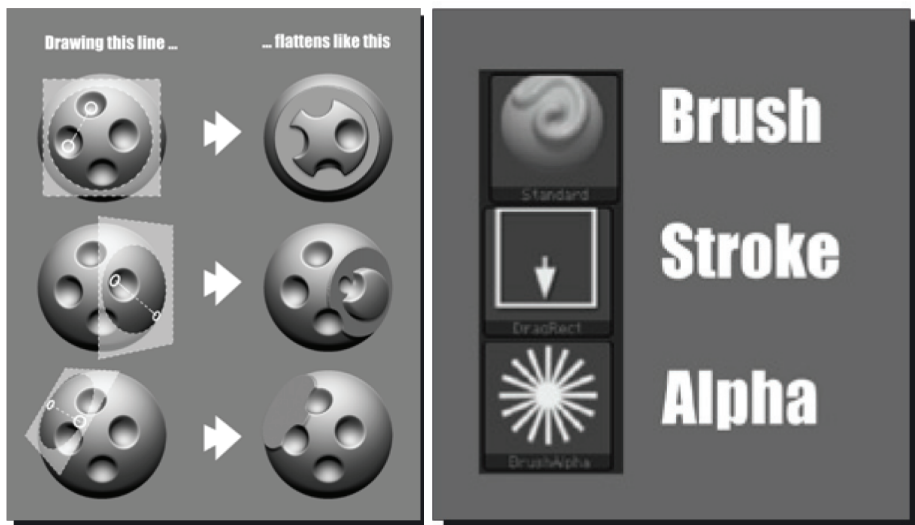 Drawing this line ...
... flattens like this
Standard
Brush
DragRect
Stroke
BrushAlpha
Alpha